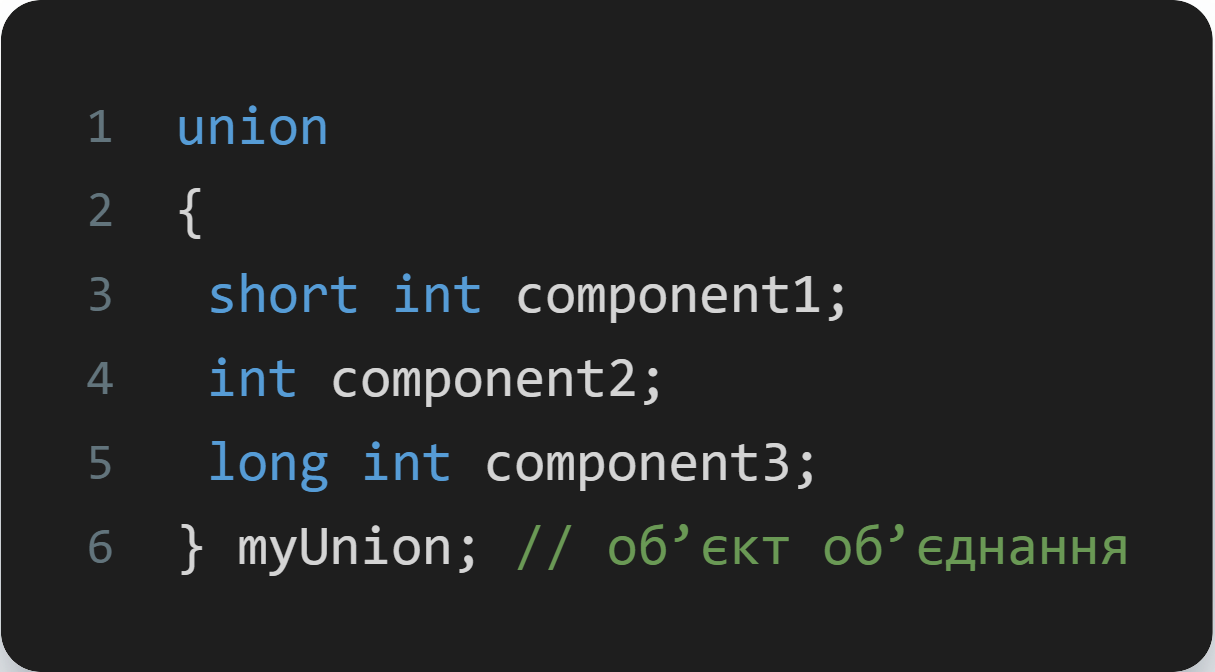 1 union
2 {
3 short int component1;
4 int component2;
5 long int component3;
6 } myUnion; // об’єкт об’єднання